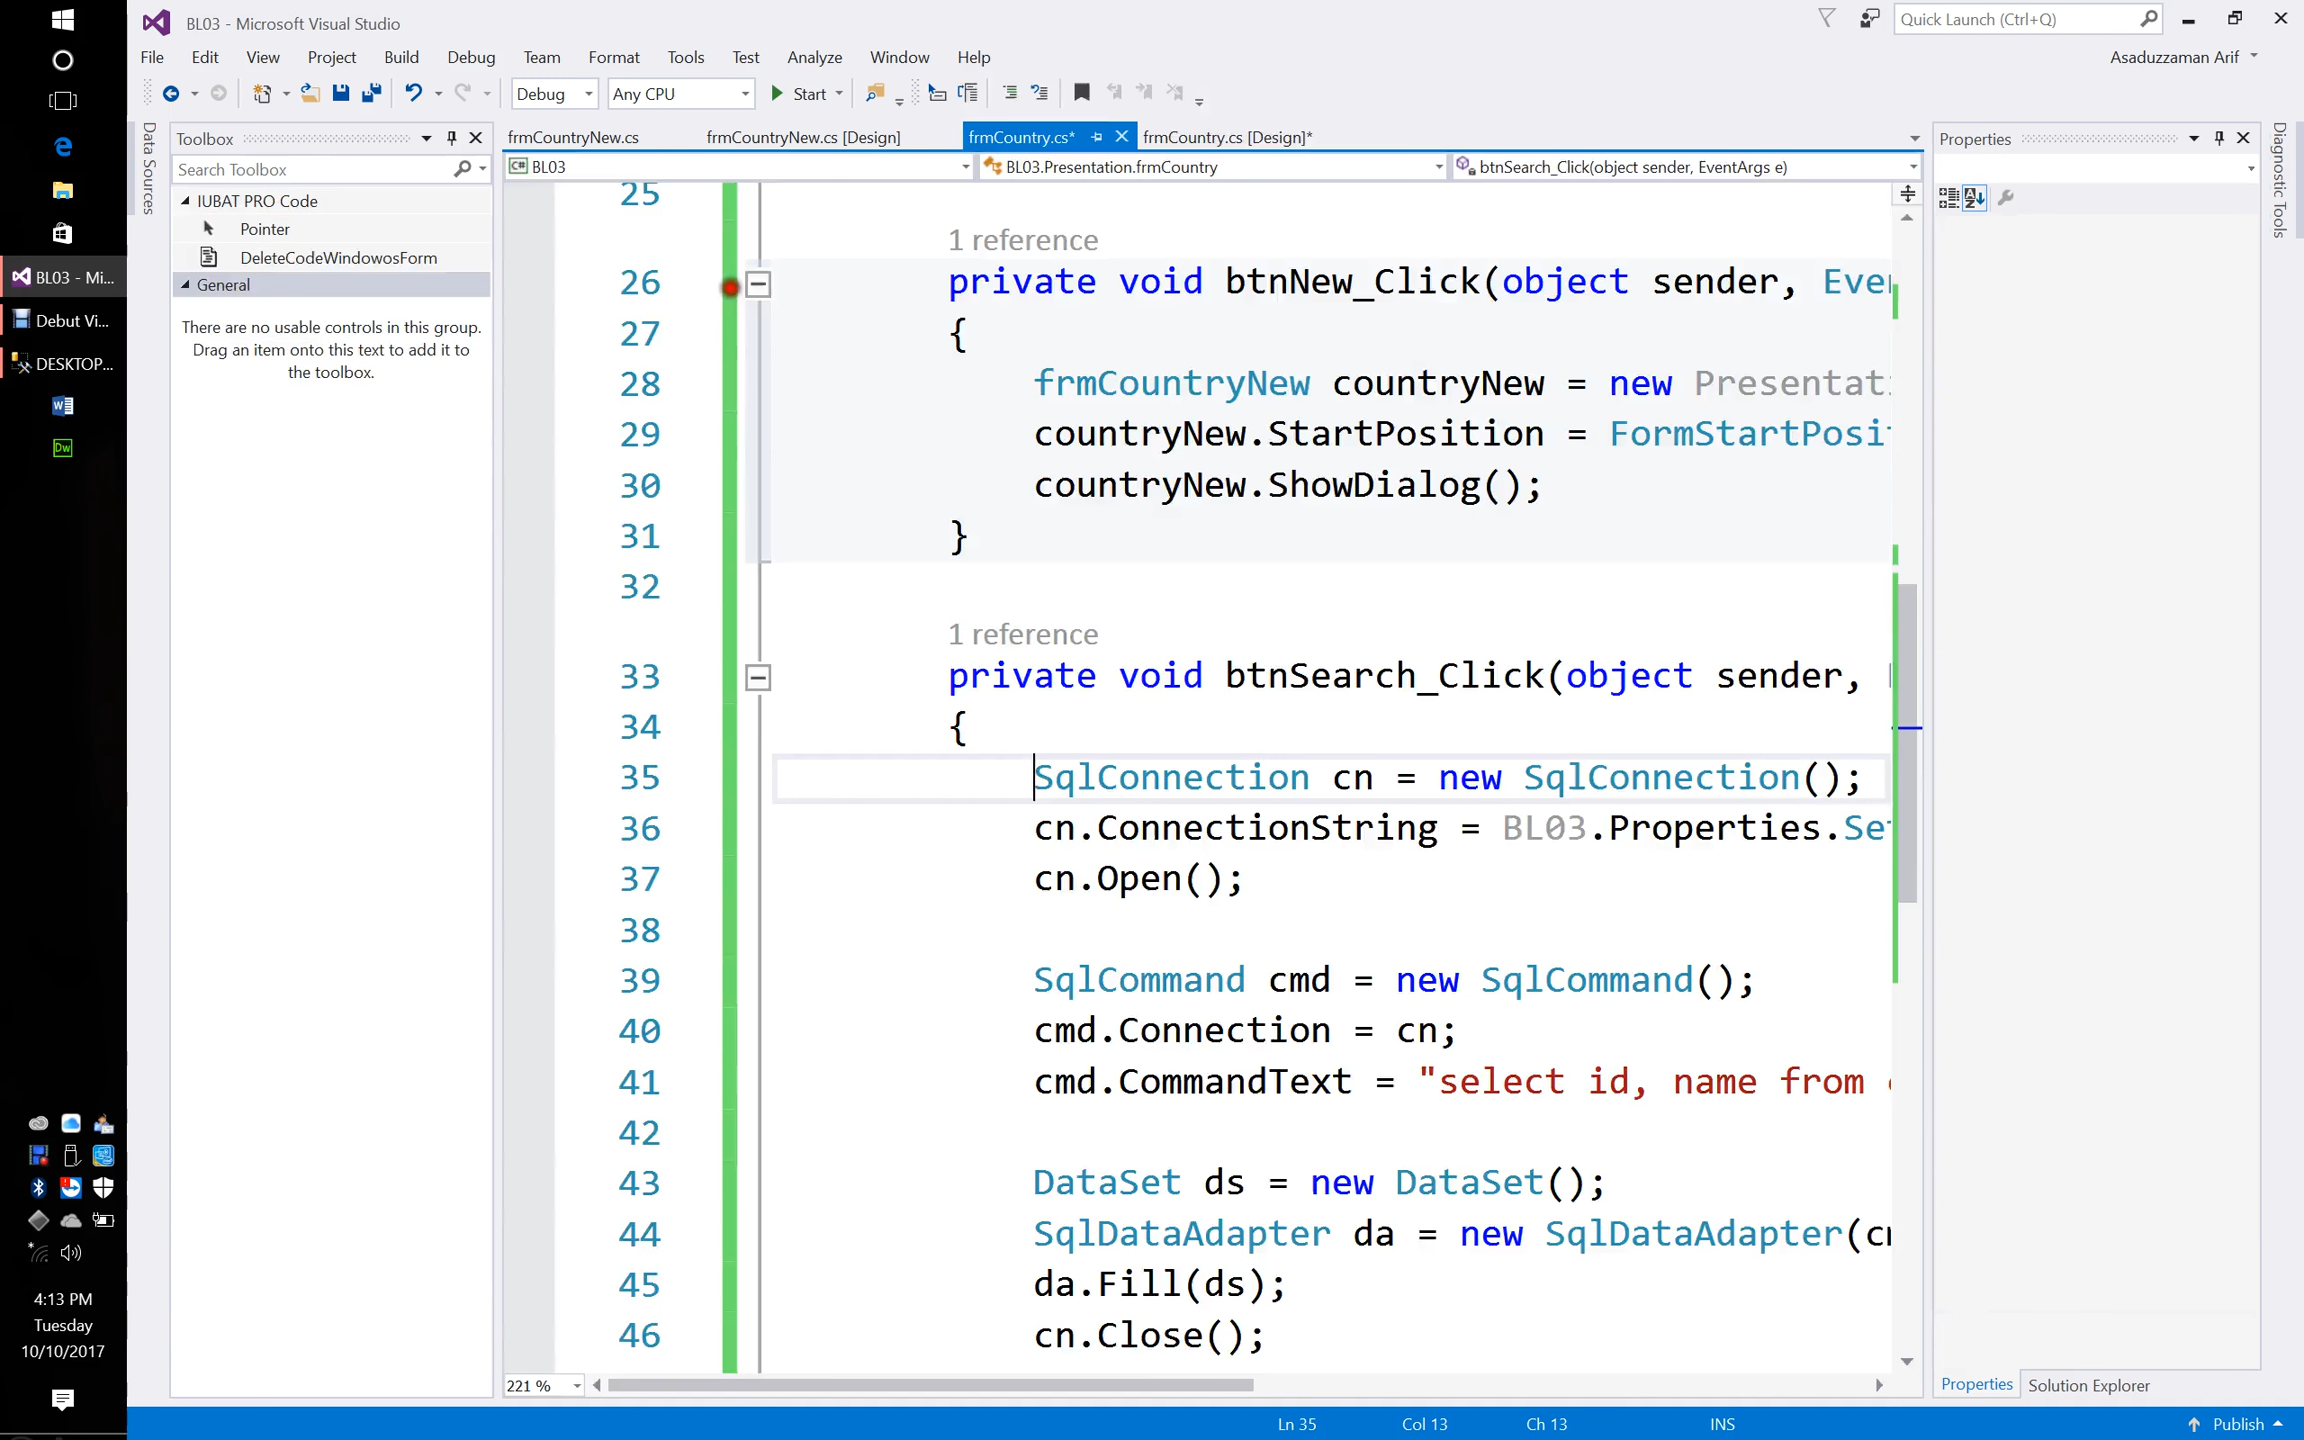 BL03 - Microsoft Visual Studio
Quick Launch (Ctrl+Q)
File Edit View Project Build Debug Team Format Tools Test Analyze Window Help
Asaduzzaman Arif
Debug Any CPU Start
Data Sources
Toolbox
Search Toolbox
IUBAT PRO Code
Pointer
DeleteCodeWindowosForm
General
There are no usable controls in this group.
Drag an item onto this text to add it to
the toolbox.
frmCountryNew.cs frmCountryNew.cs [Design] frmCountry.cs* frmCountry.cs [Design]*
BL03 BL03.Presentation.frmCountry btnSearch_Click(object sender, EventArgs e)
25
1 reference
26 private void btnNew_Click(object sender, Eve
27 {
28 frmCountryNew countryNew = new Presentati
29 countryNew.StartPosition = FormStartPosit
30 countryNew.ShowDialog();
31 }
32
1 reference
33 private void btnSearch_Click(object sender,
34 {
35 SqlConnection cn = new SqlConnection();
36 cn.ConnectionString = BL03.Properties.Set
37 cn.Open();
38
39 SqlCommand cmd = new SqlCommand();
40 cmd.Connection = cn;
41 cmd.CommandText = "select id, name from
42
43 DataSet ds = new DataSet();
44 SqlDataAdapter da = new SqlDataAdapter(cm
45 da.Fill(ds);
46 cn.Close();
221 %
Properties
Diagnostic Tools
Properties Solution Explorer
Ln 35 Col 13 Ch 13 INS Publish
BL03 - Mi...
Debut Vi...
DESKTOP...
Dw
4:13 PM
Tuesday
10/10/2017